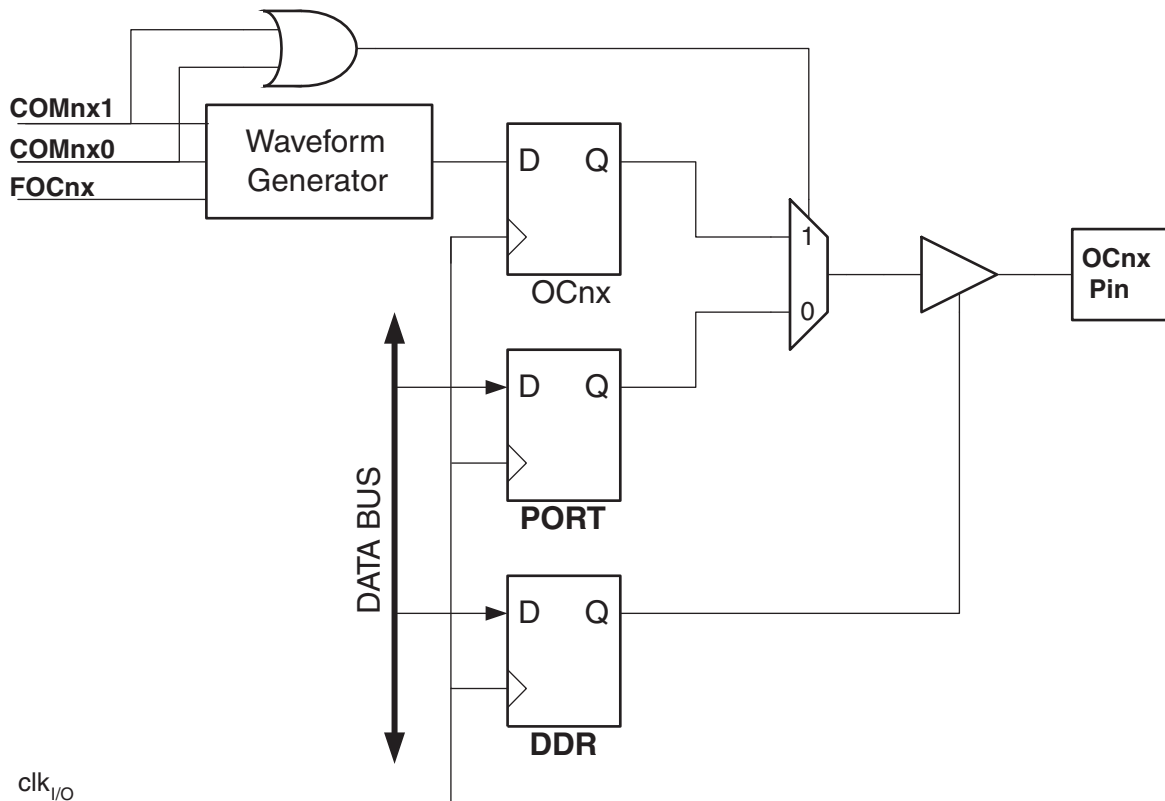 COMnx1
COMnx0
FOCnx
Waveform
Generator
D Q
OCnx
1
0
OCnx
Pin
D Q
PORT
DATA BUS
D Q
DDR
clkI/O